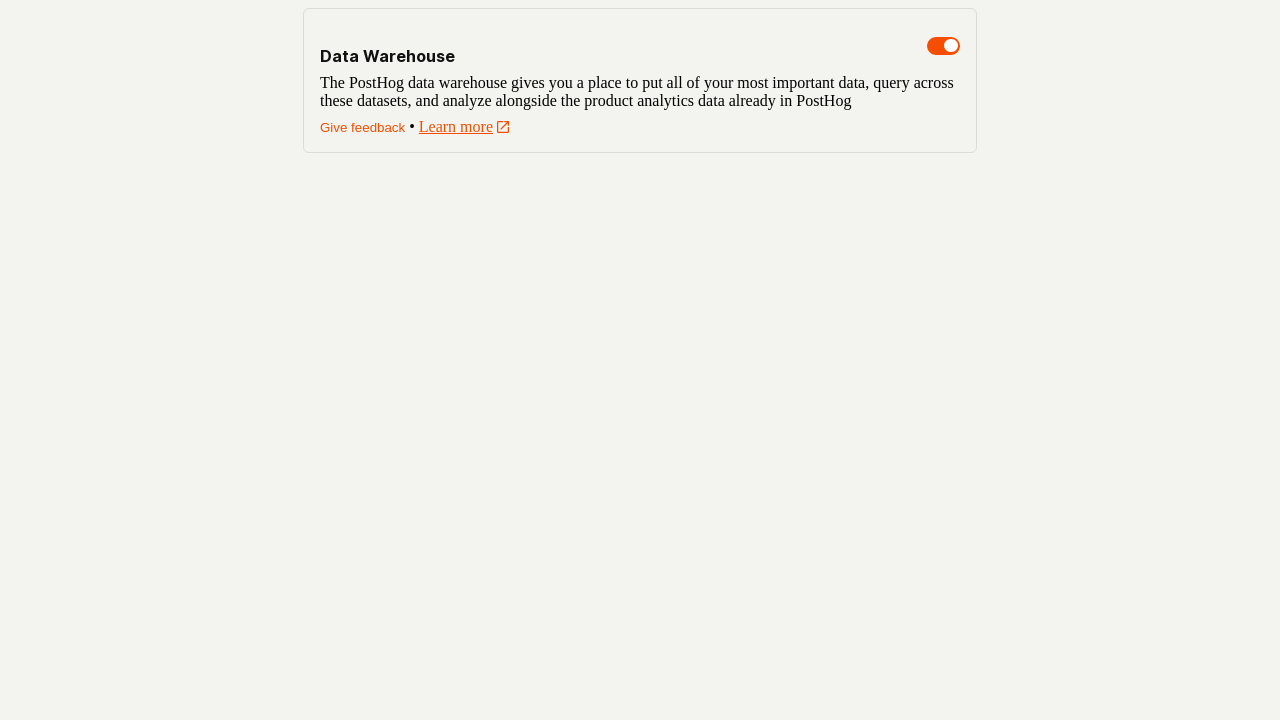 Data Warehouse
The PostHog data warehouse gives you a place to put all of your most important data, query across
these datasets, and analyze alongside the product analytics data already in PostHog
Give feedback • Learn more